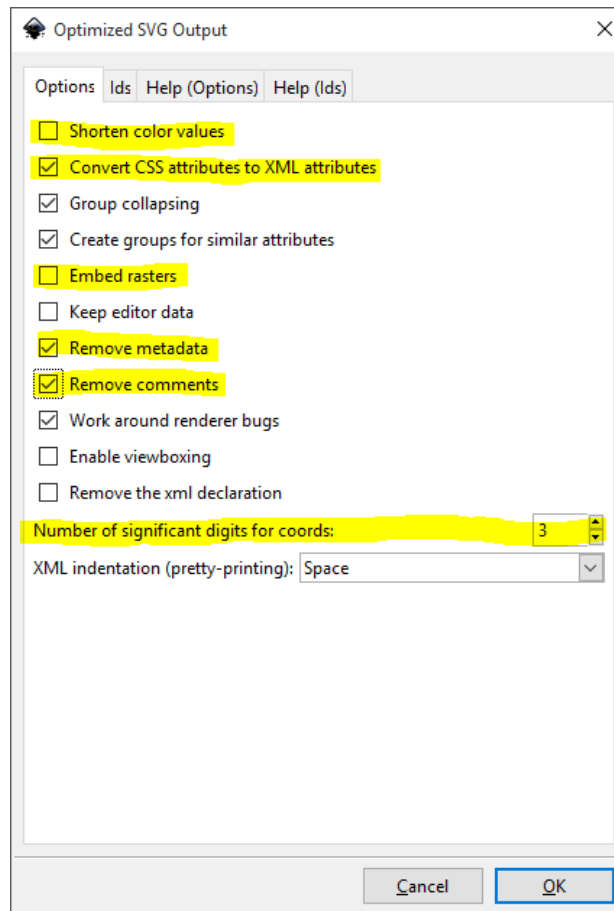 Optimized SVG Output
Options Ids Help (Options) Help (Ids)
Shorten color values
Convert CSS attributes to XML attributes
Group collapsing
Create groups for similar attributes
Embed rasters
Keep editor data
Remove metadata
Remove comments
Work around renderer bugs
Enable viewboxing
Remove the xml declaration
Number of significant digits for coords: 3
XML indentation (pretty-printing): Space
Cancel OK